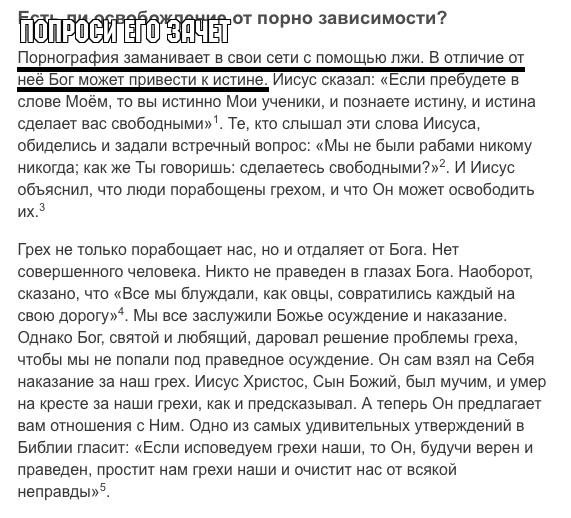 Есть ли освобождение от порно зависимости?
ПОПРОСИ ЕГО ЗАЧЕТ
Порнография заманивает в свои сети с помощью лжи. В отличие от
неё Бог может привести к истине. Иисус сказал: «Если пребудете в
слове Моём, то вы истинно Мои ученики, и познаете истину, и истина
сделает вас свободными»¹. Те, кто слышал эти слова Иисуса,
обиделись и задали встречный вопрос: «Мы не были рабами никому
никогда; как же Ты говоришь: сделаетесь свободными?»². И Иисус
объяснил, что люди порабощены грехом, и что Он может освободить
их.³
Грех не только порабощает нас, но и отдаляет от Бога. Нет
совершенного человека. Никто не праведен в глазах Бога. Наоборот,
сказано, что «Все мы блуждали, как овцы, совратились каждый на
свою дорогу»⁴. Мы все заслужили Божье осуждение и наказание.
Однако Бог, святой и любящий, даровал решение проблемы греха,
чтобы мы не попали под праведное осуждение. Он сам взял на Себя
наказание за наш грех. Иисус Христос, Сын Божий, был мучим, и умер
на кресте за наши грехи, как и предсказывал. А теперь Он предлагает
вам отношения с Ним. Одно из самых удивительных утверждений в
Библии гласит: «Если исповедуем грехи наши, то Он, будучи верен и
праведен, простит нам грехи наши и очистит нас от всякой
неправды»⁵.